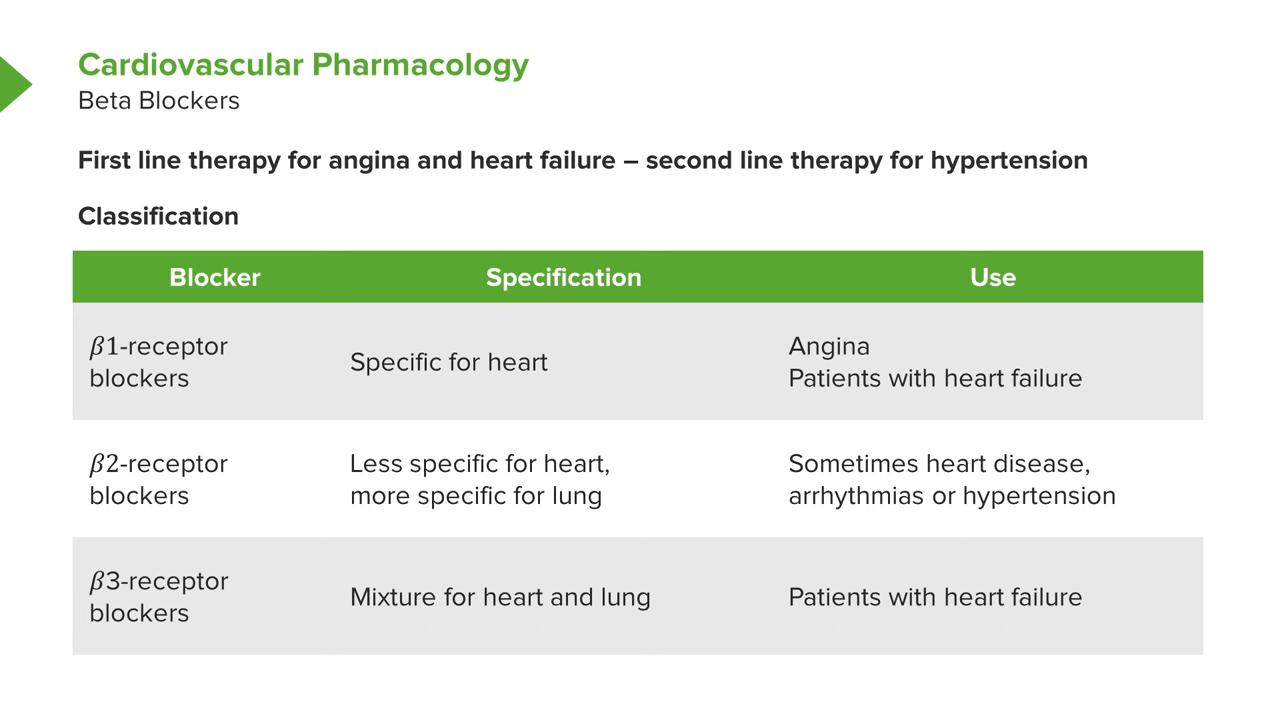 Cardiovascular Pharmacology
Beta Blockers
First line therapy for angina and heart failure – second line therapy for hypertension
Classification
Blocker Specification Use
β1-receptor
blockers
Specific for heart
Angina
Patients with heart failure
β2-receptor
blockers
Less specific for heart,
more specific for lung
Sometimes heart disease,
arrhythmias or hypertension
β3-receptor
blockers
Mixture for heart and lung
Patients with heart failure